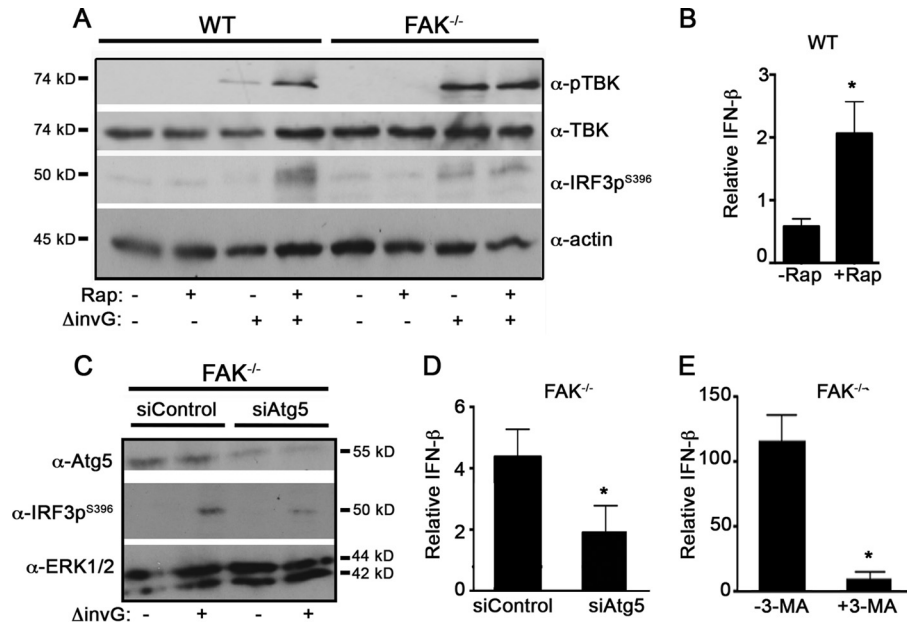 A
WT
FAK-/-
74 kD
α-pTBK
74 kD
α-TBK
50 kD
α-IRF3pS396
45 kD
α-actin
Rap: - + - + - + - +
ΔinvG: - - + + - - + +
B
WT
Relative IFN-β
3
2
1
0
*
-Rap +Rap
C
FAK-/-
siControl siAtg5
α-Atg5
55 kD
α-IRF3pS396
50 kD
α-ERK1/2
44 kD
42 kD
ΔinvG: - + - +
D
FAK-/-
Relative IFN-β
6
4
2
0
*
siControl siAtg5
E
FAK-/-
Relative IFN-β
150
100
50
0
*
-3-MA +3-MA